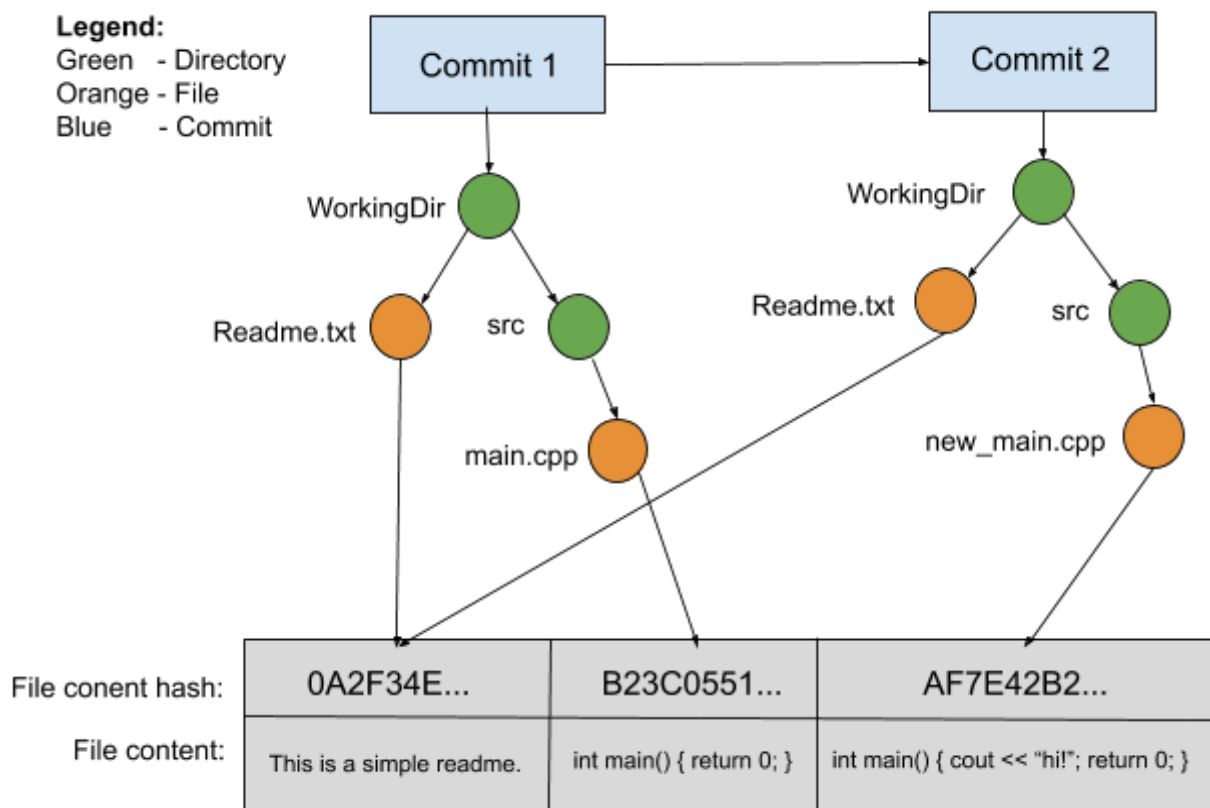 Legend:
Green - Directory
Orange - File
Blue - Commit
Commit 1
Commit 2
WorkingDir
WorkingDir
Readme.txt
src
Readme.txt
src
main.cpp
new_main.cpp
File conent hash:
0A2F34E...
B23C0551...
AF7E42B2...
File content:
This is a simple readme.
int main() { return 0; }
int main() { cout << “hi!”; return 0; }